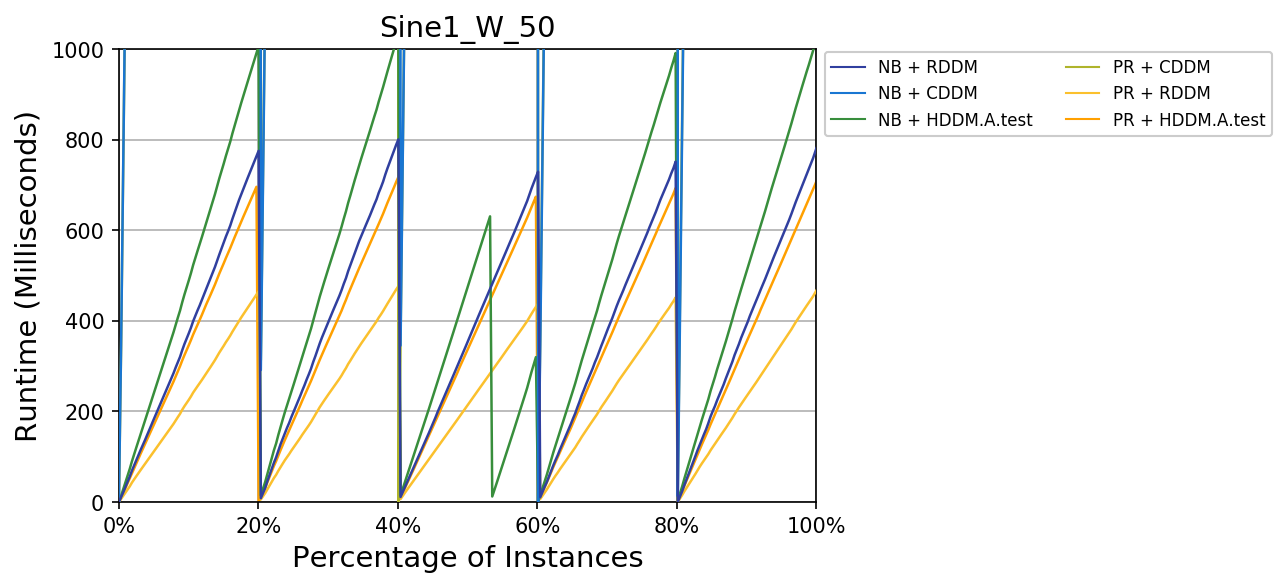 Sine1_W_50
Runtime (Milliseconds)
1000
800
600
400
200
0
0% 20% 40% 60% 80% 100%
Percentage of Instances
NB + RDDM PR + CDDM
NB + CDDM PR + RDDM
NB + HDDM.A.test PR + HDDM.A.test